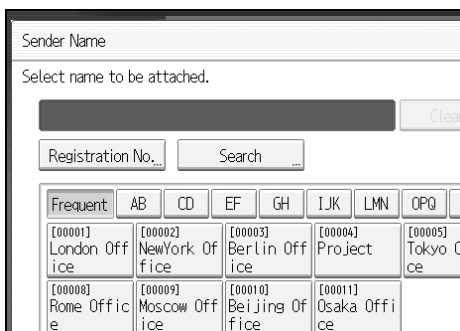 Sender Name
Select name to be attached.
Clear
Registration No.
Search
Frequent AB CD EF GH IJK LMN OPQ
[00001] [00002] [00003] [00004] [00005]
London Off NewYork Of Berlin Off Project Tokyo O
ice fice ice ce
[00008] [00009] [00010] [00011]
Rome Offic Moscow Off Beijing Of Osaka Offi
e ice fice ce